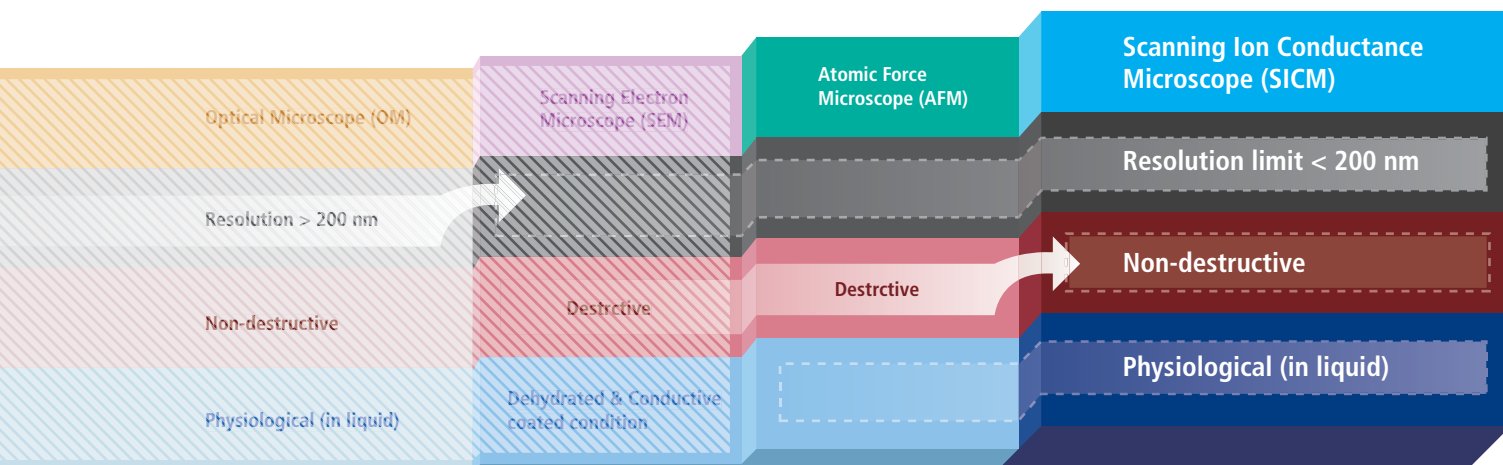 Optical Microscope (OM)
Resolution > 200 nm
Non-destructive
Physiological (in liquid)
Scanning Electron
Microscope (SEM)
Destrctive
Dehydrated & Conductive
coated condition
Atomic Force
Microscope (AFM)
Destrctive
Scanning Ion Conductance
Microscope (SICM)
Resolution limit < 200 nm
Non-destructive
Physiological (in liquid)